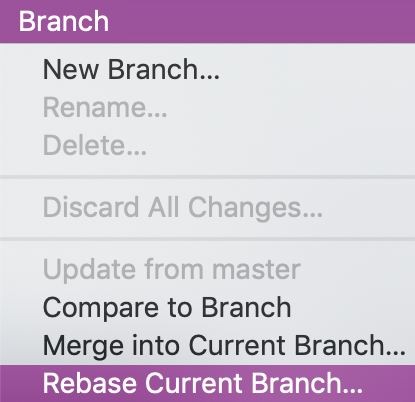 Branch
New Branch...
Rename...
Delete...
Discard All Changes...
Update from master
Compare to Branch
Merge into Current Branch...
Rebase Current Branch...